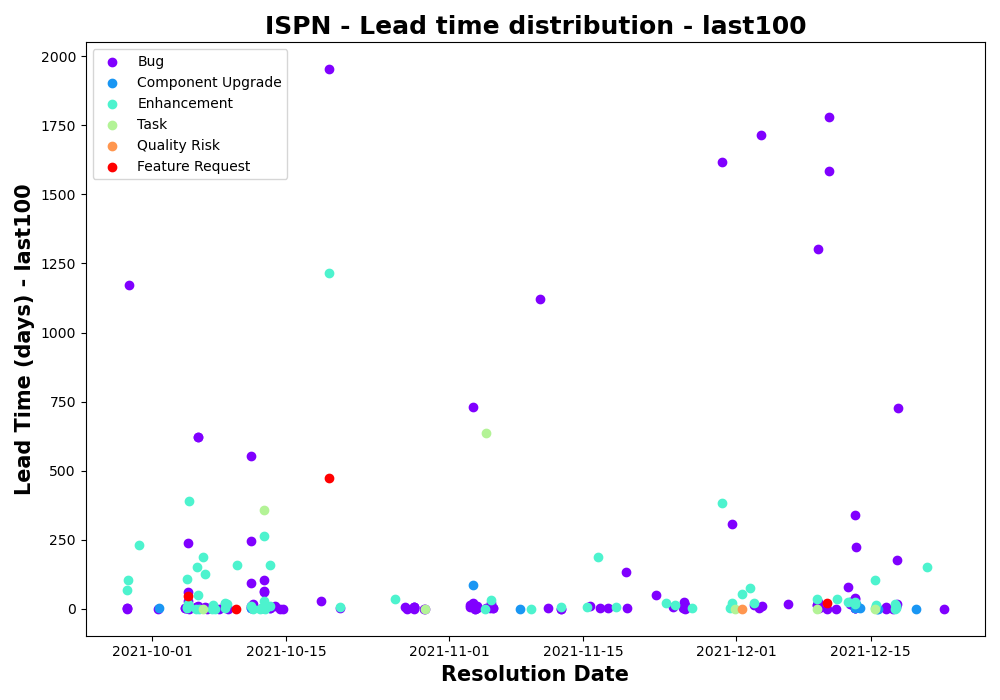 ISPN - Lead time distribution - last100
Lead Time (days) - last100
2000
1750
1500
1250
1000
750
500
250
0
Bug
Component Upgrade
Enhancement
Task
Quality Risk
Feature Request
2021-10-01
2021-10-15
2021-11-01
2021-11-15
2021-12-01
2021-12-15
Resolution Date